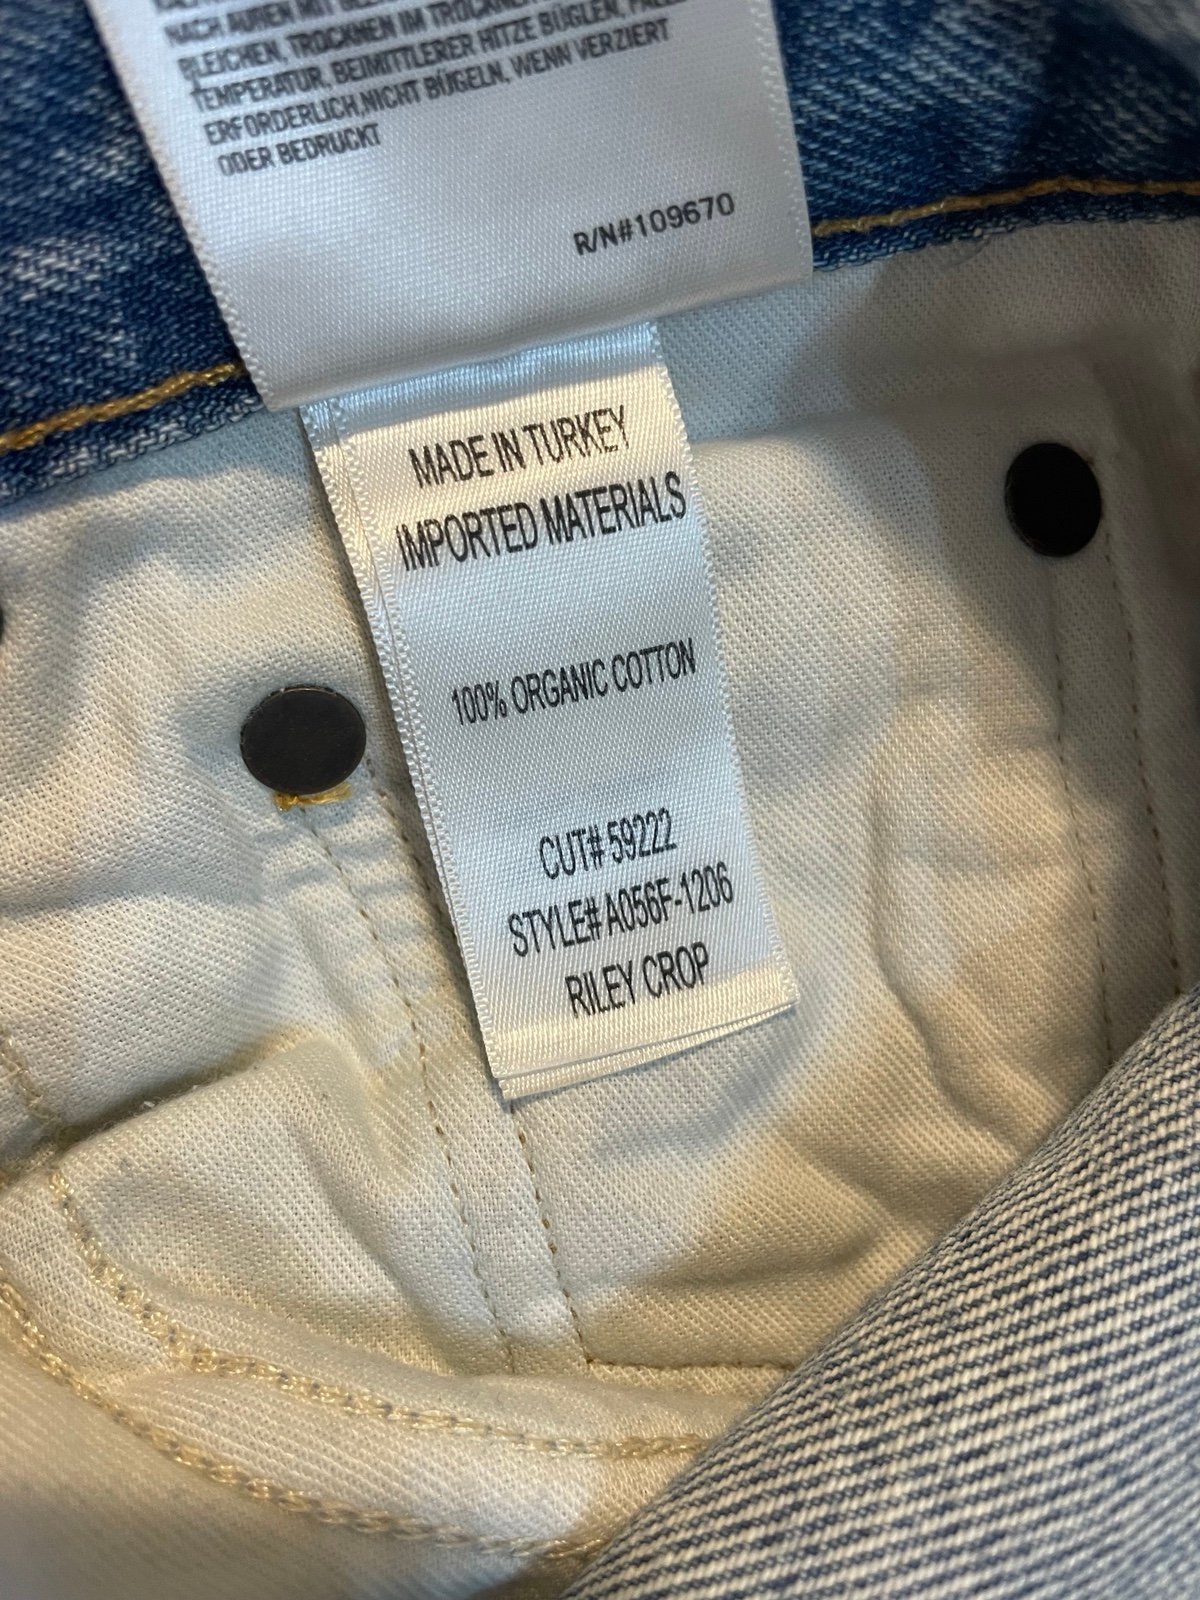 NACH AUßEN MIT
BLEICHEN, TROCKNEN IM TROCKNER
TEMPERATUR, BEIMITTLERER HITZE BÜGLEN, FALLS
ERFORDERLICH,NICHT BÜGELN, WENN VERZIERT
ODER BEDRUCKT
R/N#109670
MADE IN TURKEY
IMPORTED MATERIALS
100% ORGANIC COTTON
CUT# 59222
STYLE# A056F-1206
RILEY CROP